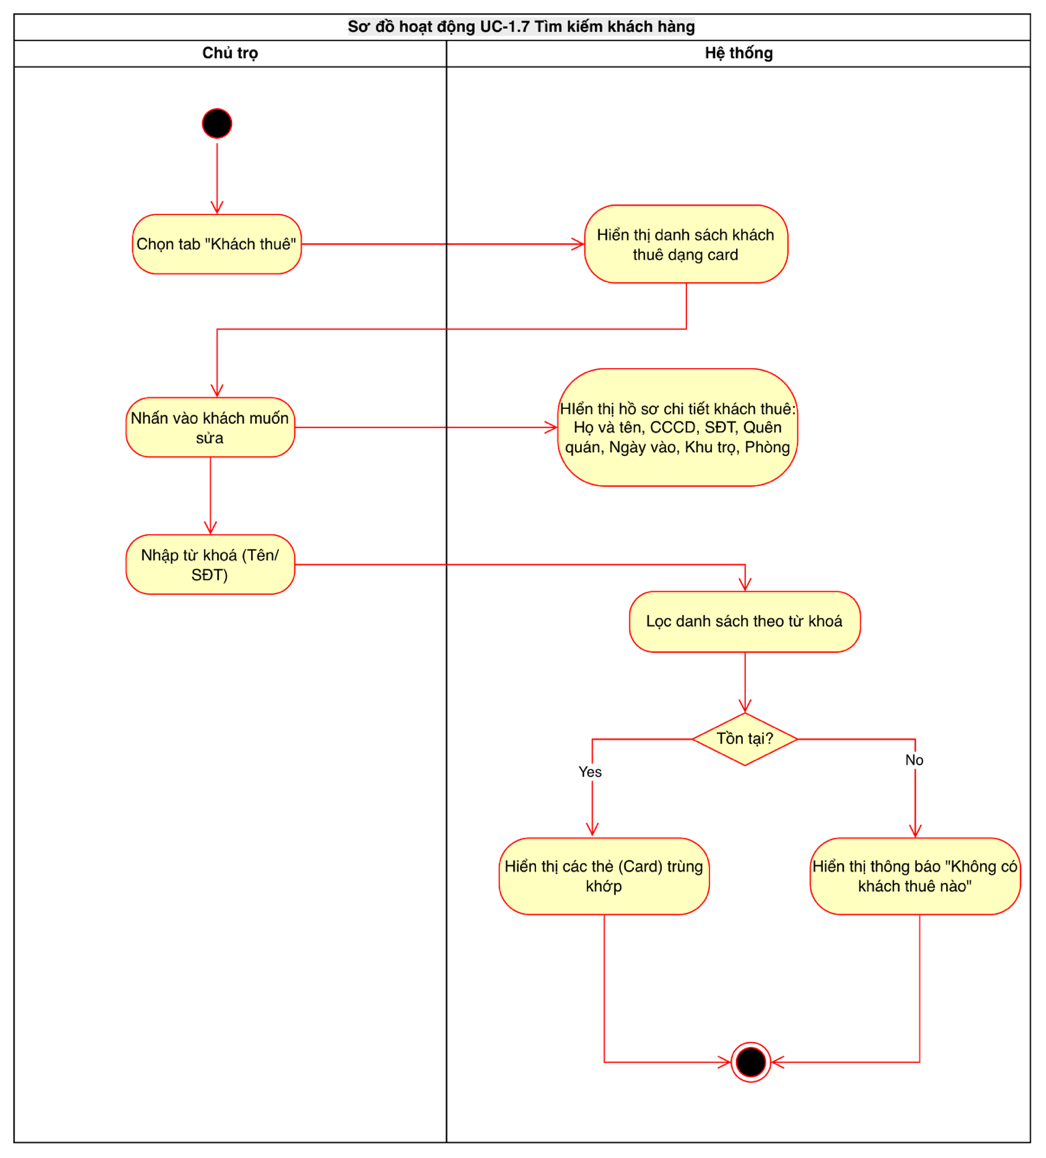 Sơ đồ hoạt động UC-1.7 Tìm kiếm khách hàng
Chủ trọ
Hệ thống
Chọn tab "Khách thuê"
Hiển thị danh sách khách
thuê dạng card
Nhấn vào khách muốn
sửa
HIển thị hồ sơ chi tiết khách thuê:
Họ và tên, CCCD, SĐT, Quên
quán, Ngày vào, Khu trọ, Phòng
Nhập từ khoá (Tên/
SĐT)
Lọc danh sách theo từ khoá
Tồn tại?
Yes
No
Hiển thị các thẻ (Card) trùng
khớp
Hiển thị thông báo "Không có
khách thuê nào"